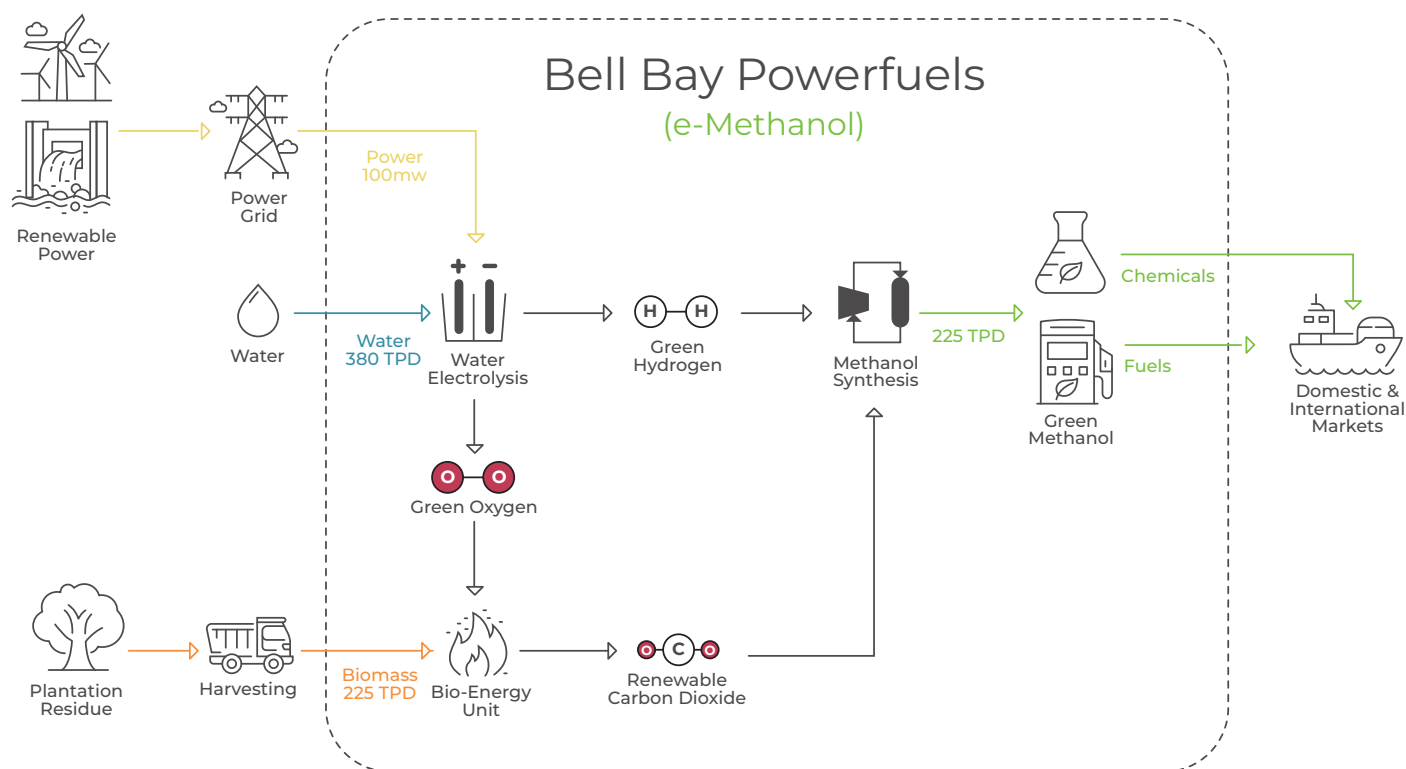 Bell Bay Powerfuels
(e-Methanol)
Renewable
Power
Power
Grid
Power
100mw
Water
Water
380 TPD
+ −
Water
Electrolysis
H H
Green
Hydrogen
Methanol
Synthesis
225 TPD
Chemicals
Fuels
Green
Methanol
Domestic &
International
Markets
O O
Green Oxygen
Plantation
Residue
Harvesting
Biomass
225 TPD
Bio-Energy
Unit
O C O
Renewable
Carbon Dioxide